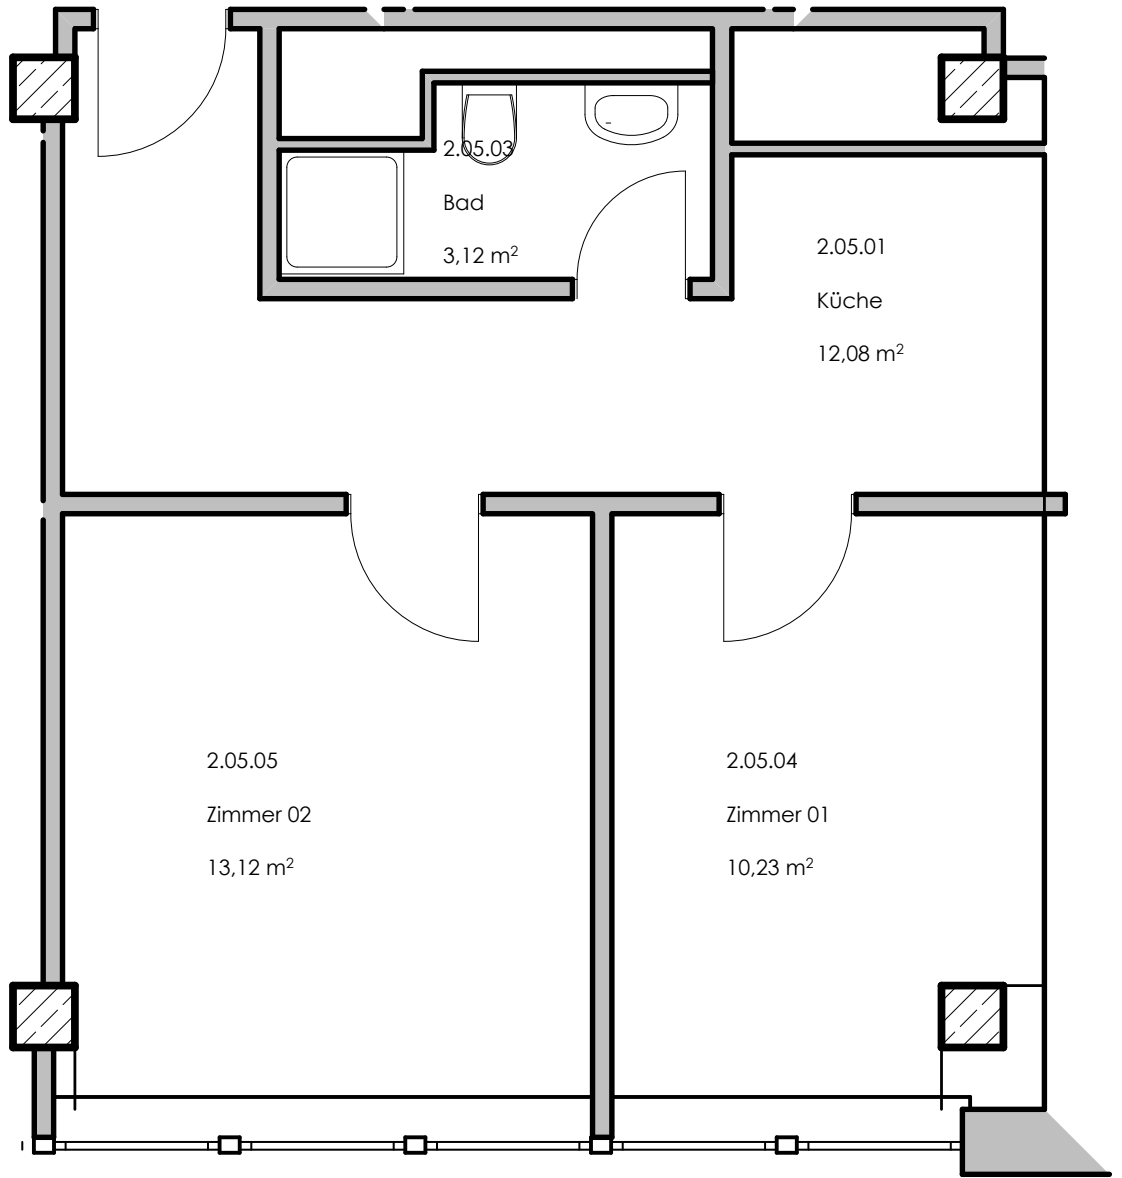 2.05.03
Bad
3,12 m²
2.05.01
Küche
12,08 m²
2.05.05
Zimmer 02
13,12 m²
2.05.04
Zimmer 01
10,23 m²